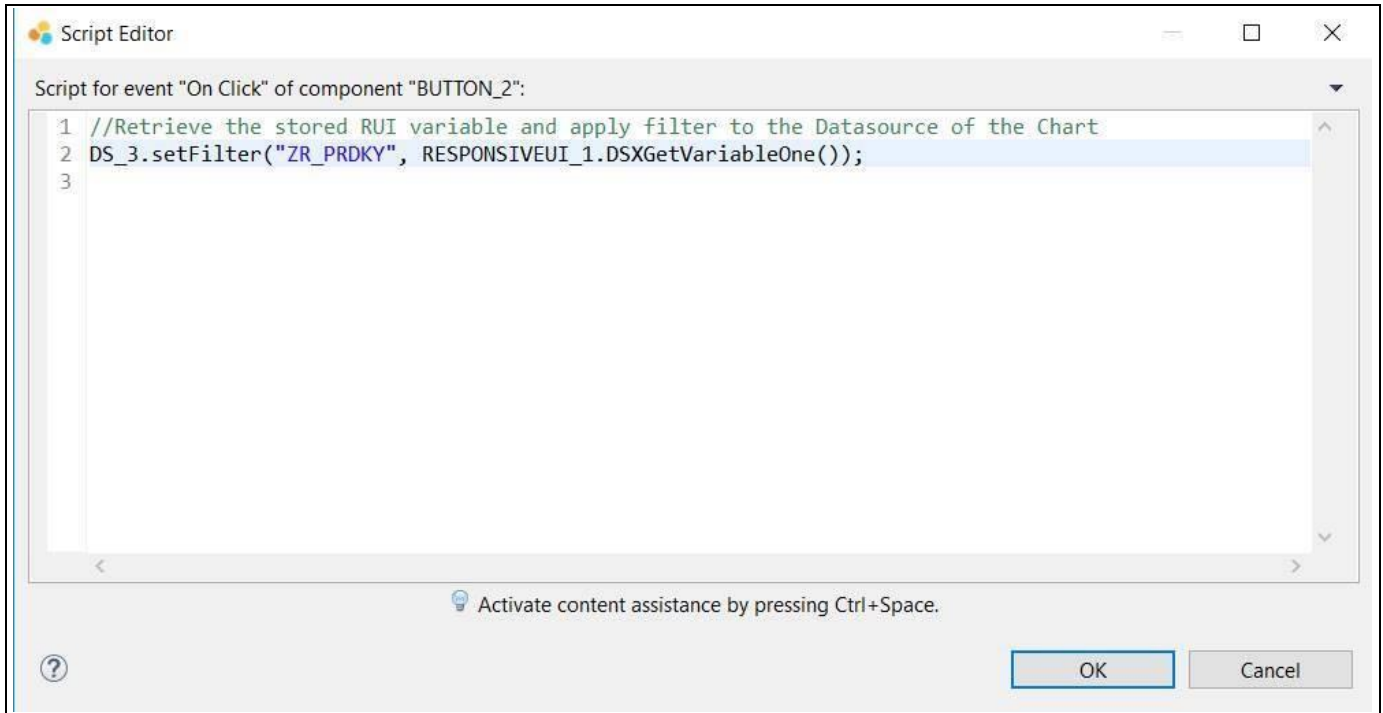 Script Editor
Script for event "On Click" of component "BUTTON_2":
1 //Retrieve the stored RUI variable and apply filter to the Datasource of the Chart
2 DS_3.setFilter("ZR_PRDKY", RESPONSIVEUI_1.DSXGetVariableOne());
3
Activate content assistance by pressing Ctrl+Space.
? OK Cancel